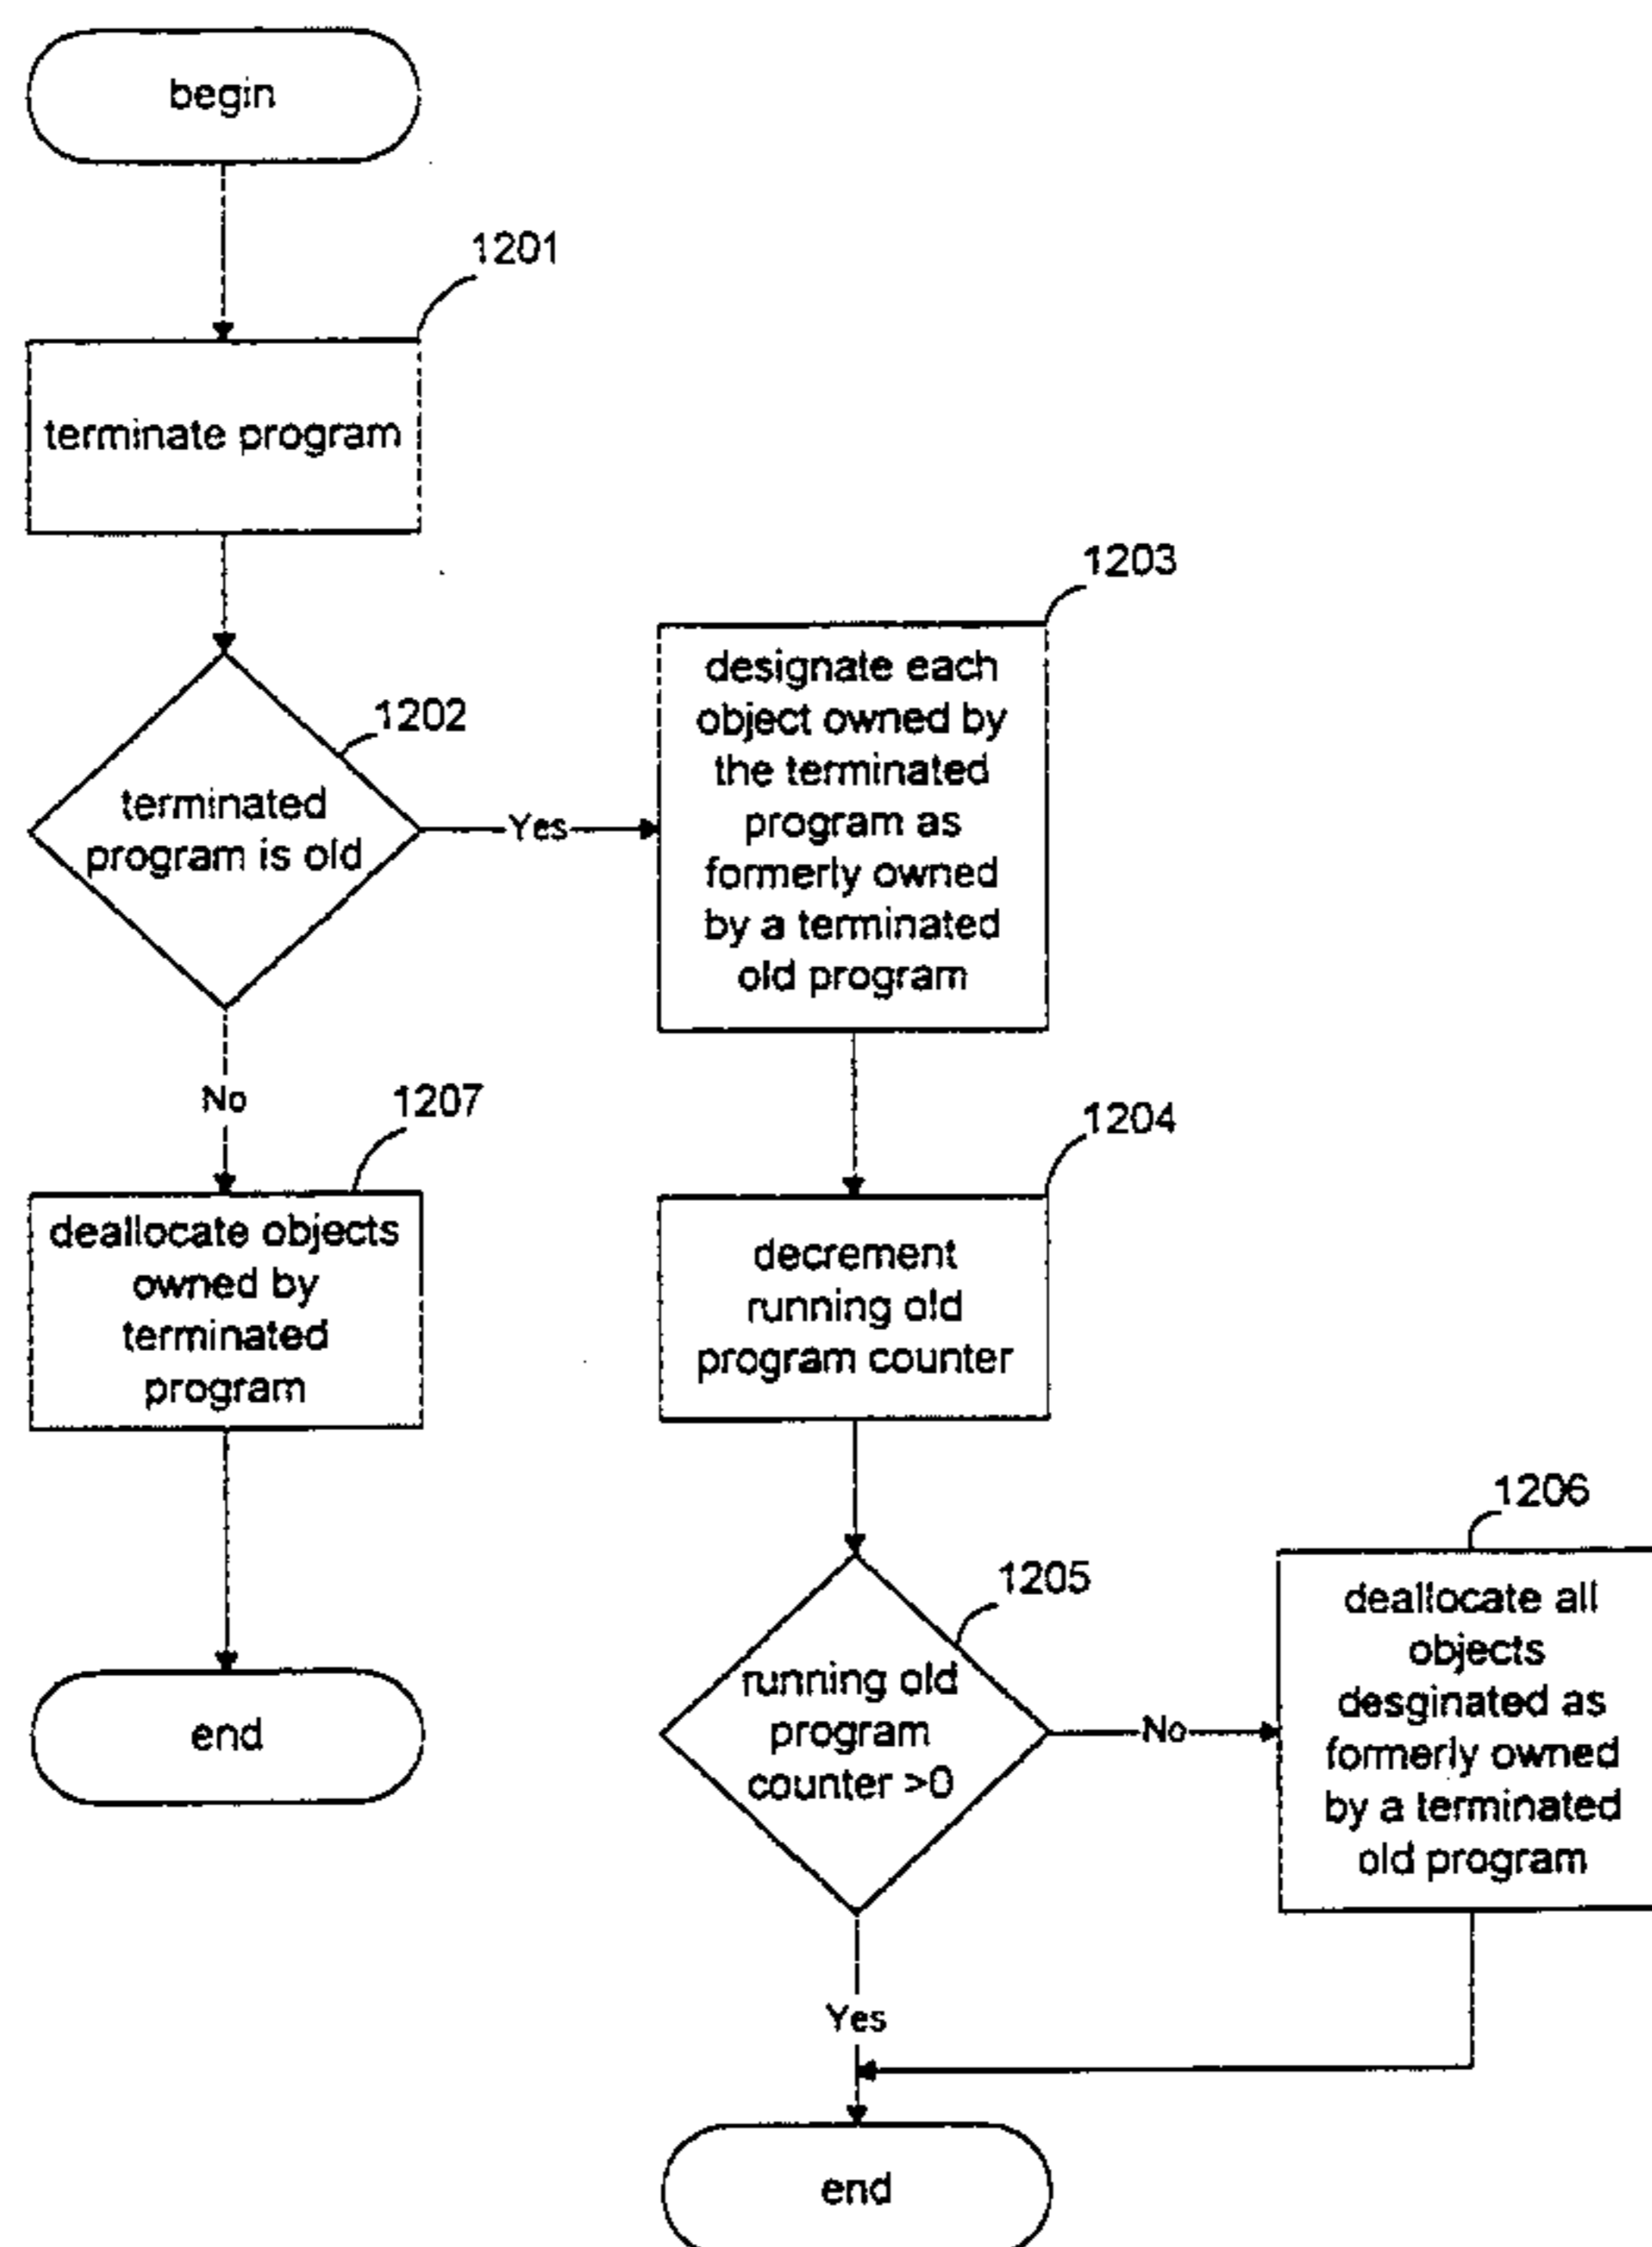 begin
1201
terminate program
1202
terminated
program is old
Yes
1203
designate each
object owned by
the terminated
program as
formerly owned
by a terminated
old program
No
1207
deallocate objects
owned by
terminated
program
end
1204
decrement
running old
program counter
1205
running old
program
counter >0
No
1206
deallocate all
objects
desginated as
formerly owned
by a terminated
old program
Yes
end